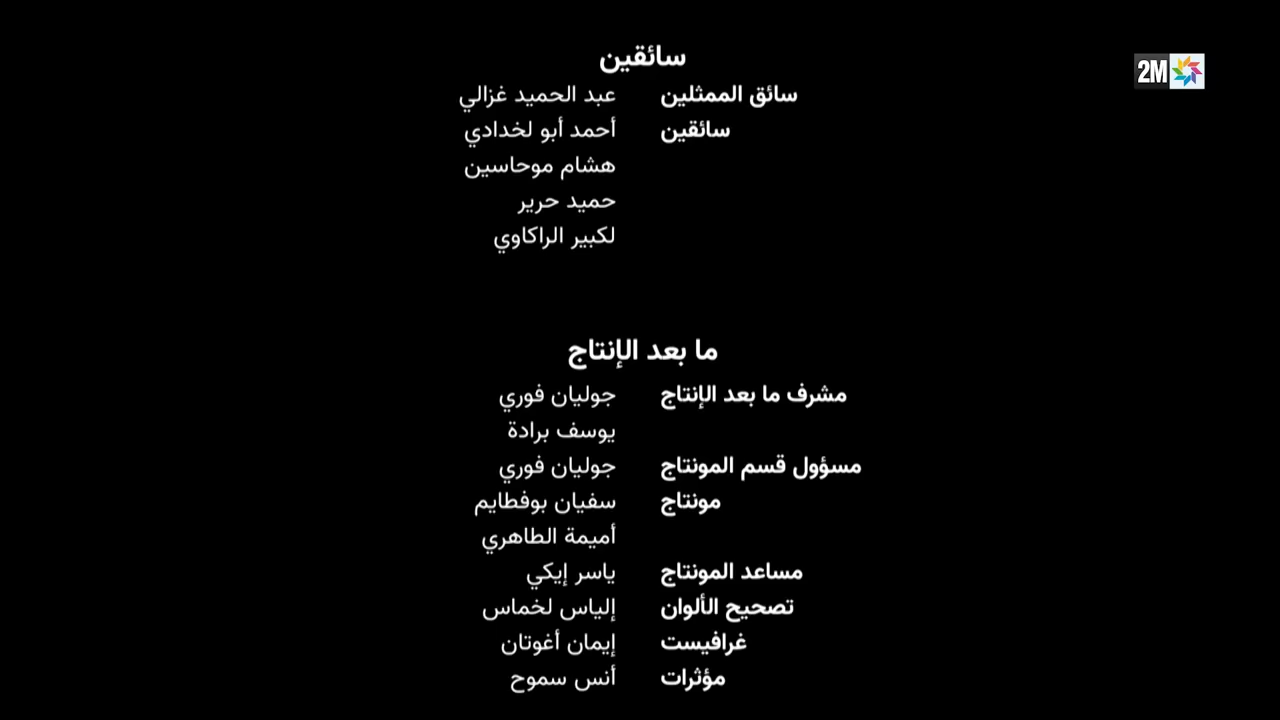 سائقين
سائق الممثلين عبد الحميد غزالي
سائقين أحمد أبو لخدادي
هشام موحاسين
حميد حرير
لكبير الراكاوي
ما بعد الإنتاج
مشرف ما بعد الإنتاج جوليان فوري
يوسف برادة
مسؤول قسم المونتاج جوليان فوري
مونتاج سفيان بوفطايم
أميمة الطاهري
مساعد المونتاج ياسر إيكي
تصحيح الألوان إلياس لخماس
غرافيست إيمان أغوتان
مؤثرات أنس سموح
2M